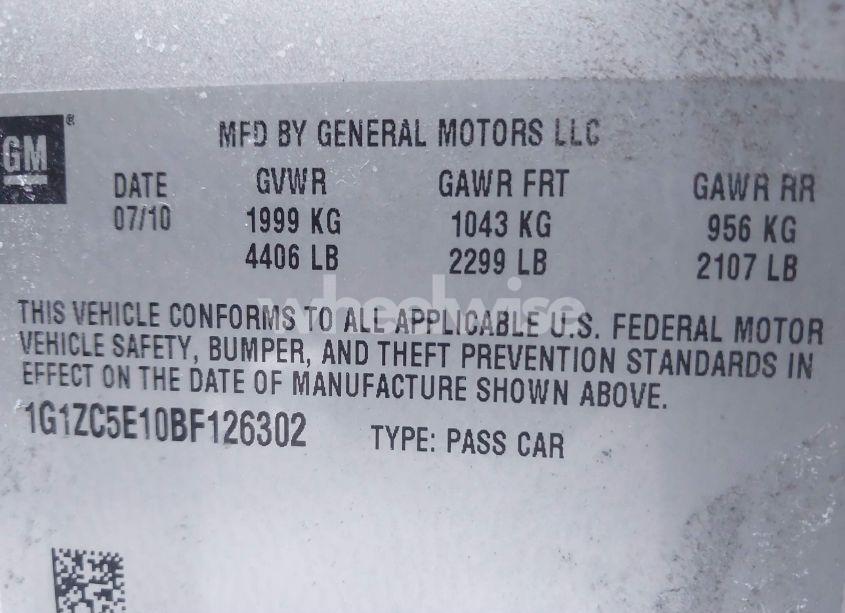 GM®
MFD BY GENERAL MOTORS LLC
DATE GVWR GAWR FRT GAWR RR
07/10 1999 KG 1043 KG 956 KG
4406 LB 2299 LB 2107 LB
wheelwise
THIS VEHICLE CONFORMS TO ALL APPLICABLE U.S. FEDERAL MOTOR
VEHICLE SAFETY, BUMPER, AND THEFT PREVENTION STANDARDS IN
EFFECT ON THE DATE OF MANUFACTURE SHOWN ABOVE.
1G1ZC5E10BF126302 TYPE: PASS CAR